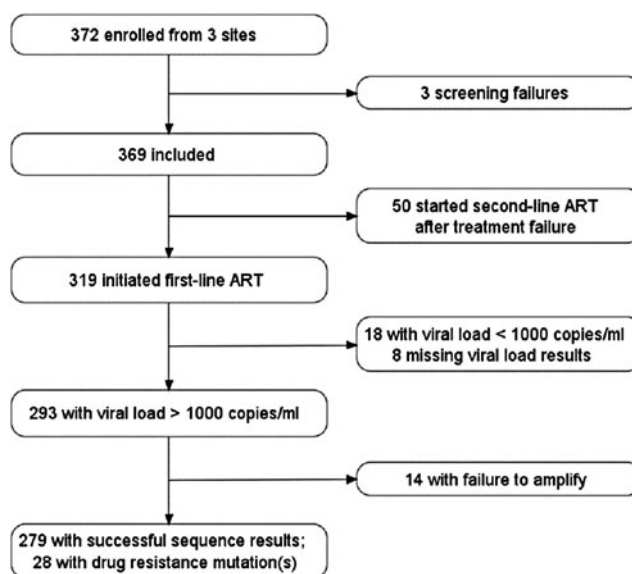 372 enrolled from 3 sites
3 screening failures
369 included
50 started second-line ART
after treatment failure
319 initiated first-line ART
18 with viral load < 1000 copies/ml
8 missing viral load results
293 with viral load > 1000 copies/ml
14 with failure to amplify
279 with successful sequence results;
28 with drug resistance mutation(s)